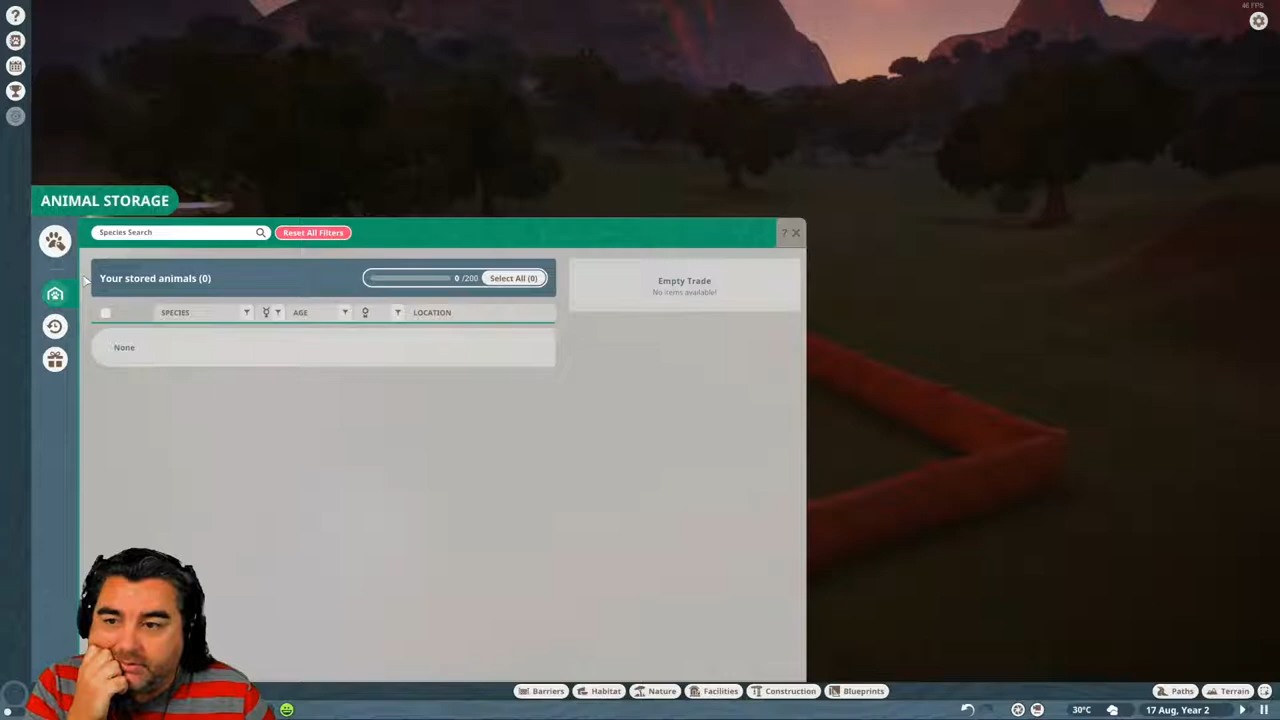 46 FPS
ANIMAL STORAGE
Species Search
Reset All Filters
?
Your stored animals (0)
0 /200
Select All (0)
Empty Trade
No items available!
SPECIES
AGE
LOCATION
None
Barriers
Habitat
Nature
Facilities
Construction
Blueprints
Paths
Terrain
30°C
17 Aug, Year 2